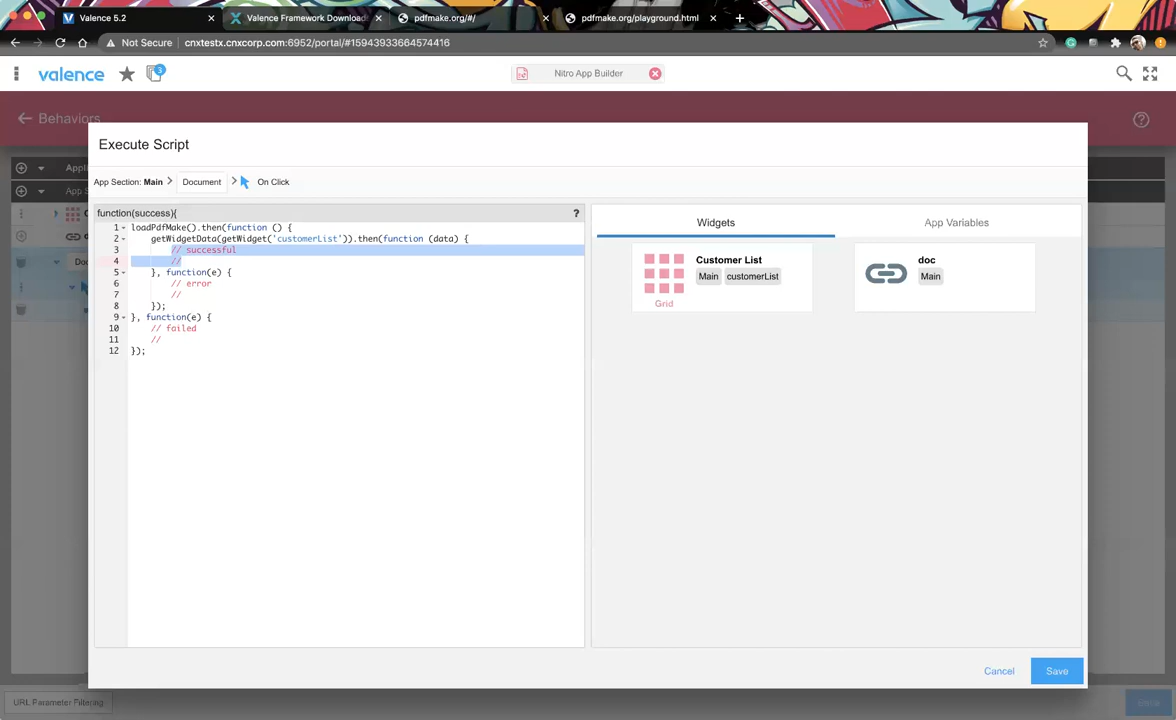 Valence 5.2
Valence Framework Download
pdfmake.org/#/
pdfmake.org/playground.html
Not Secure
cnxtestx.cnxcorp.com:6952/portal/#15943933664574416
valence
3
Nitro App Builder
Behaviors
Execute Script
App Section: Main
Document
On Click
function(success){
?
1 loadPdfMake().then(function () {
2 getWidgetData(getWidget('customerList')).then(function (data) {
3 // successful
4 //
5 }, function(e) {
6 // error
7 //
8 });
9 }, function(e) {
10 // failed
11 //
12 });
Widgets
App Variables
Customer List
Main customerList
Grid
doc
Main
Cancel
Save
URL Parameter Filtering